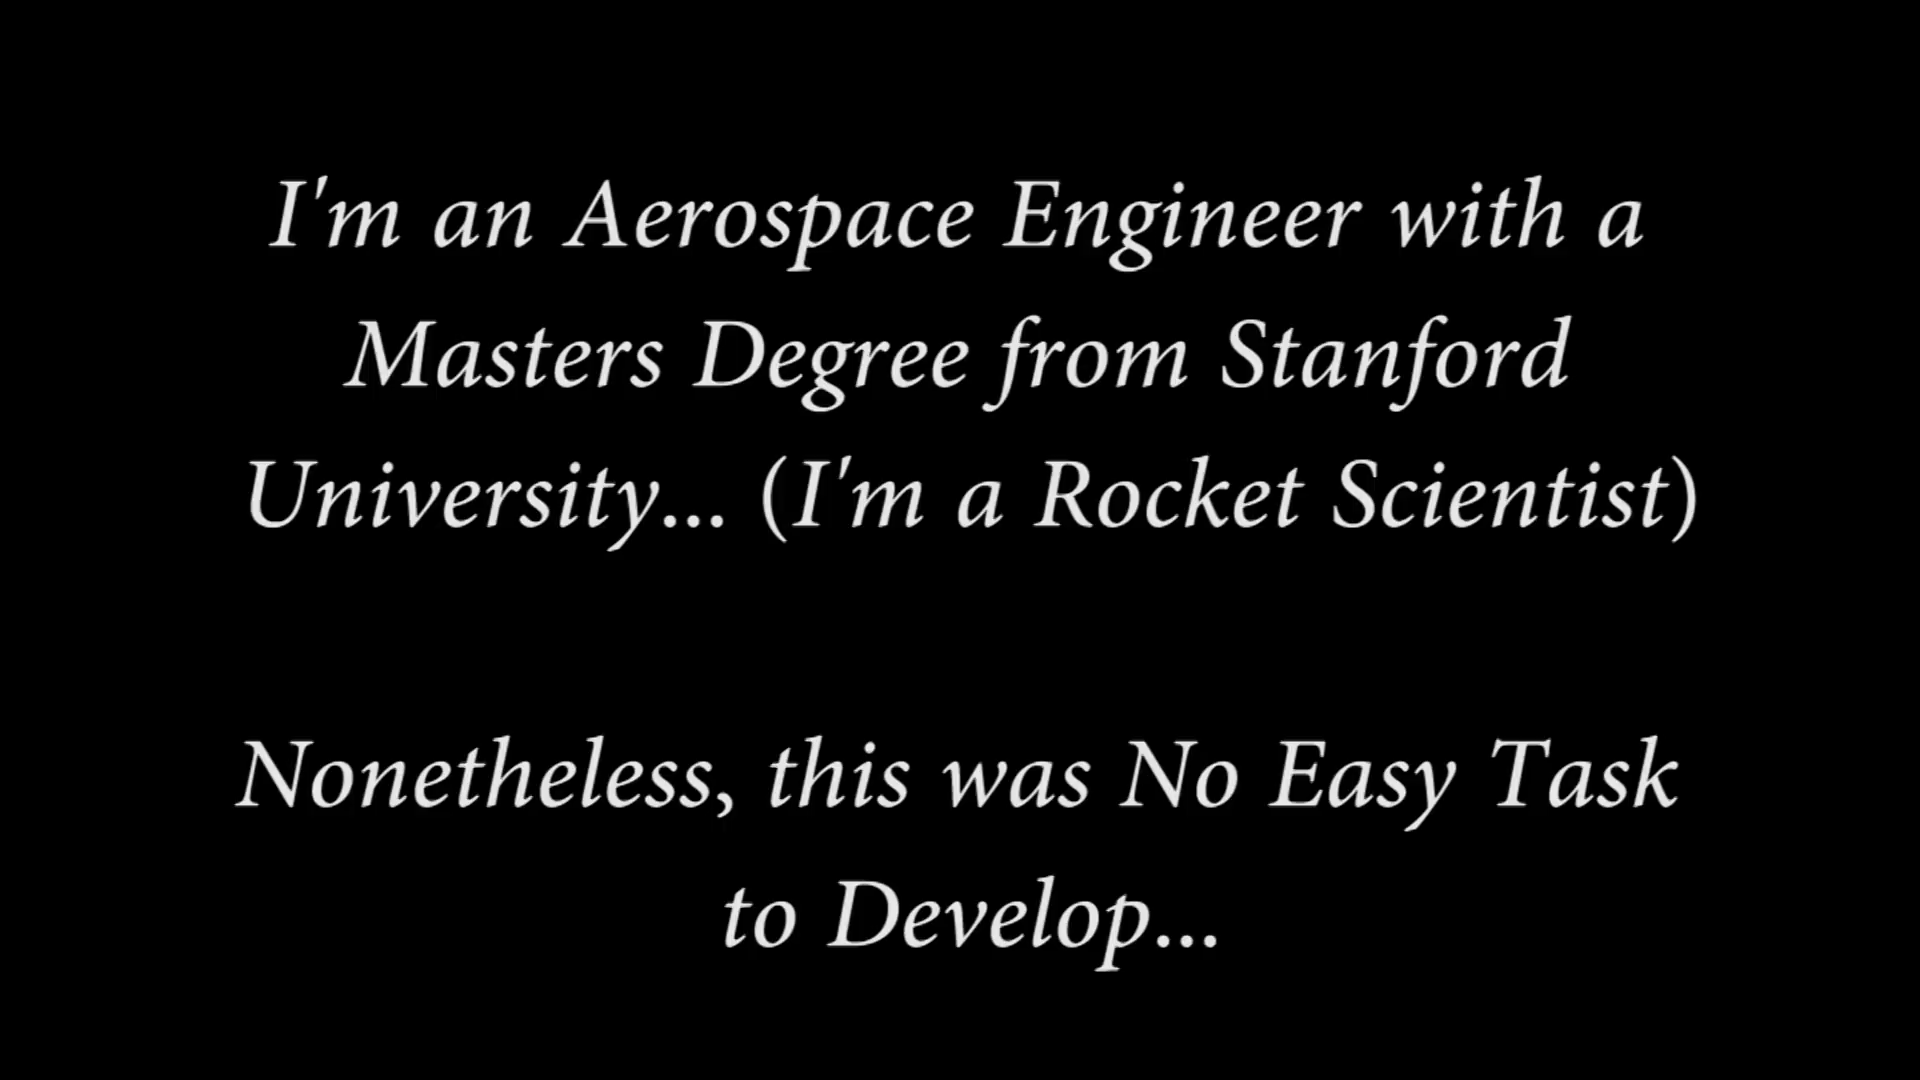 I'm an Aerospace Engineer with a
Masters Degree from Stanford
University... (I'm a Rocket Scientist)
Nonetheless, this was No Easy Task
to Develop...